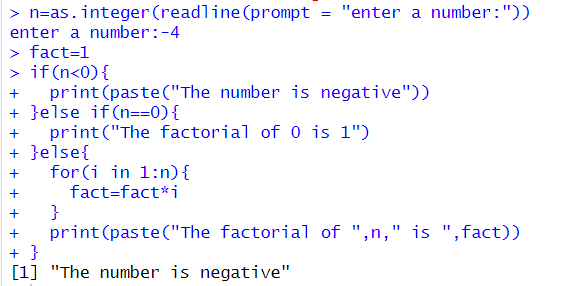 > n=as.integer(readline(prompt = "enter a number:"))
enter a number:-4
> fact=1
> if(n<0){
+   print(paste("The number is negative"))
+ }else if(n==0){
+   print("The factorial of 0 is 1")
+ }else{
+   for(i in 1:n){
+     fact=fact*i
+   }
+   print(paste("The factorial of ",n," is ",fact))
+ }
[1] "The number is negative"